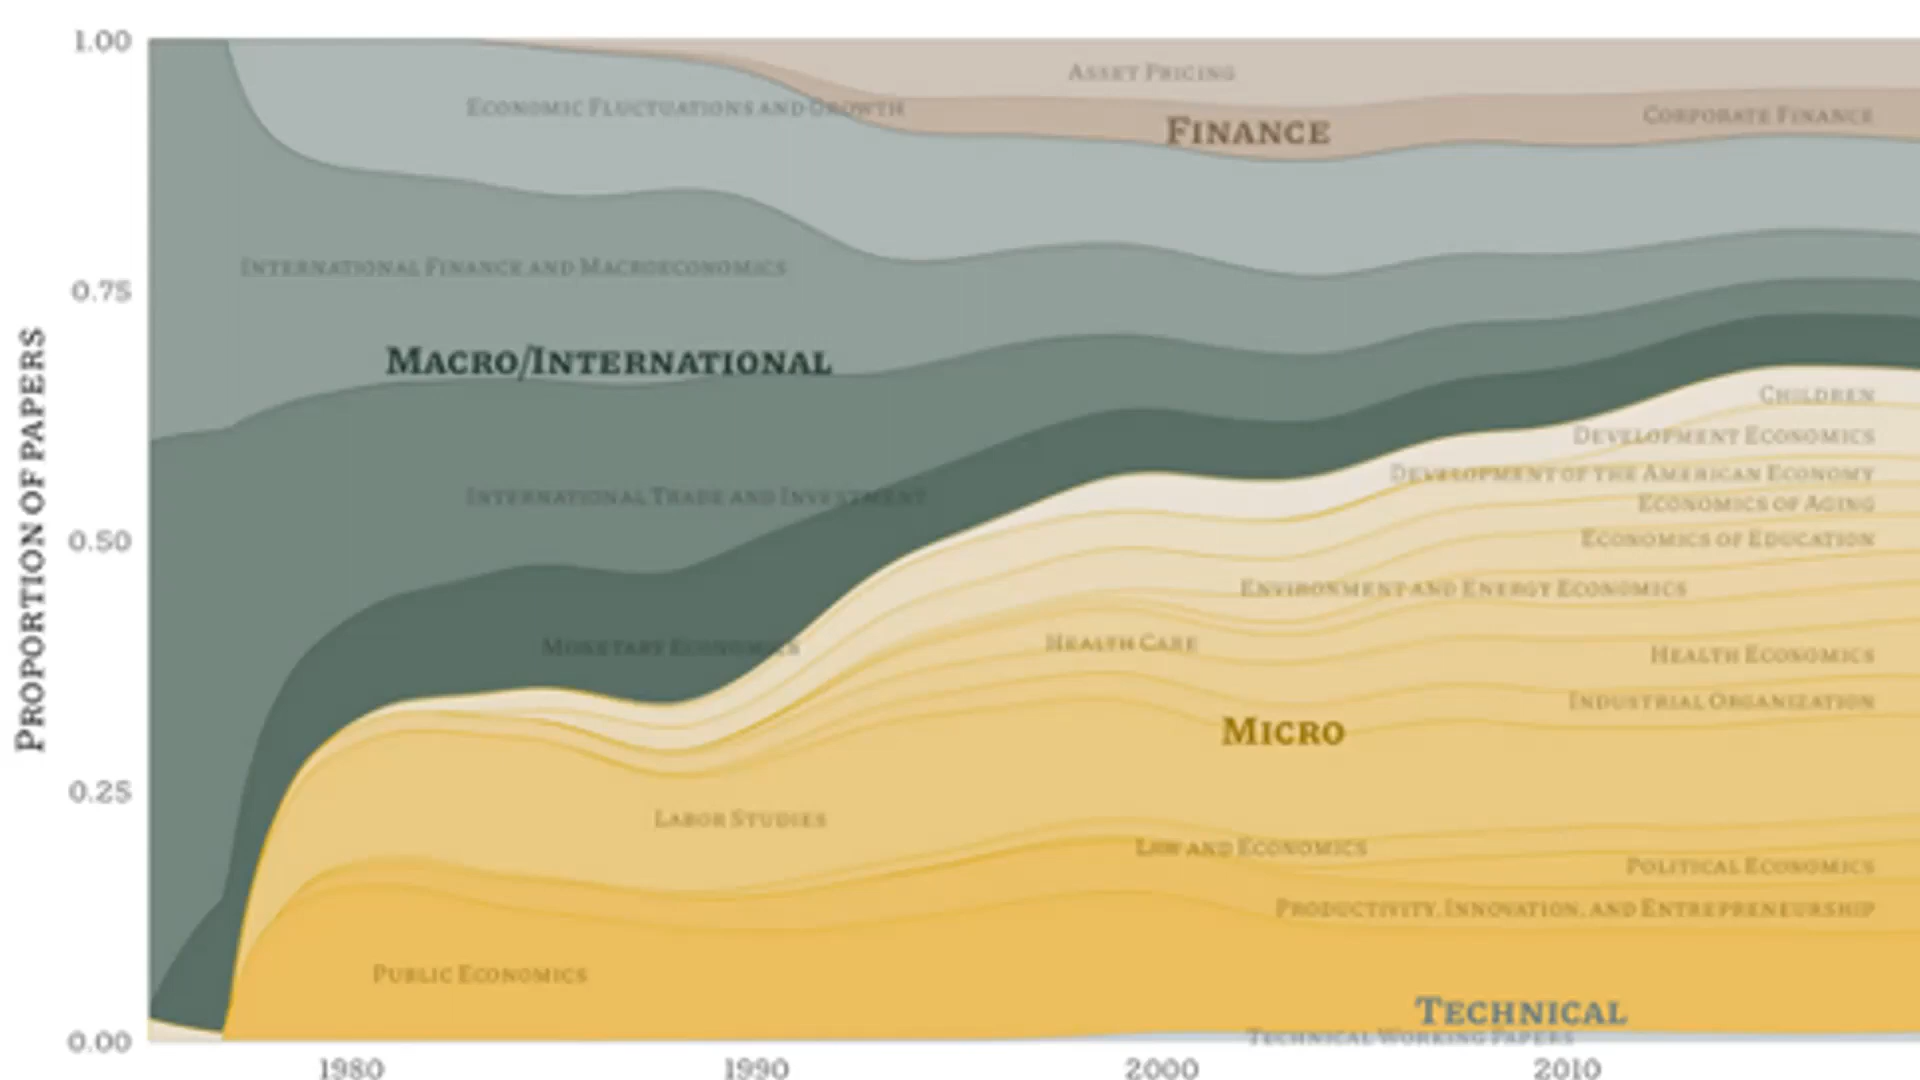 1.00
ASSET PRICING
ECONOMIC FLUCTUATIONS AND GROWTH
CORPORATE FINANCE
FINANCE
INTERNATIONAL FINANCE AND MACROECONOMICS
0.75
MACRO/INTERNATIONAL
CHILDREN
DEVELOPMENT ECONOMICS
DEVELOPMENT OF THE AMERICAN ECONOMY
INTERNATIONAL TRADE AND INVESTMENT
ECONOMICS OF AGING
PROPORTION OF PAPERS
0.50
ECONOMICS OF EDUCATION
ENVIRONMENT AND ENERGY ECONOMICS
MONETARY ECONOMICS
HEALTH CARE
HEALTH ECONOMICS
INDUSTRIAL ORGANIZATION
MICRO
0.25
LABOR STUDIES
LAW AND ECONOMICS
POLITICAL ECONOMICS
PRODUCTIVITY, INNOVATION, AND ENTREPRENEURSHIP
PUBLIC ECONOMICS
TECHNICAL
TECHNICAL WORKING PAPERS
0.00
1980 1990 2000 2010